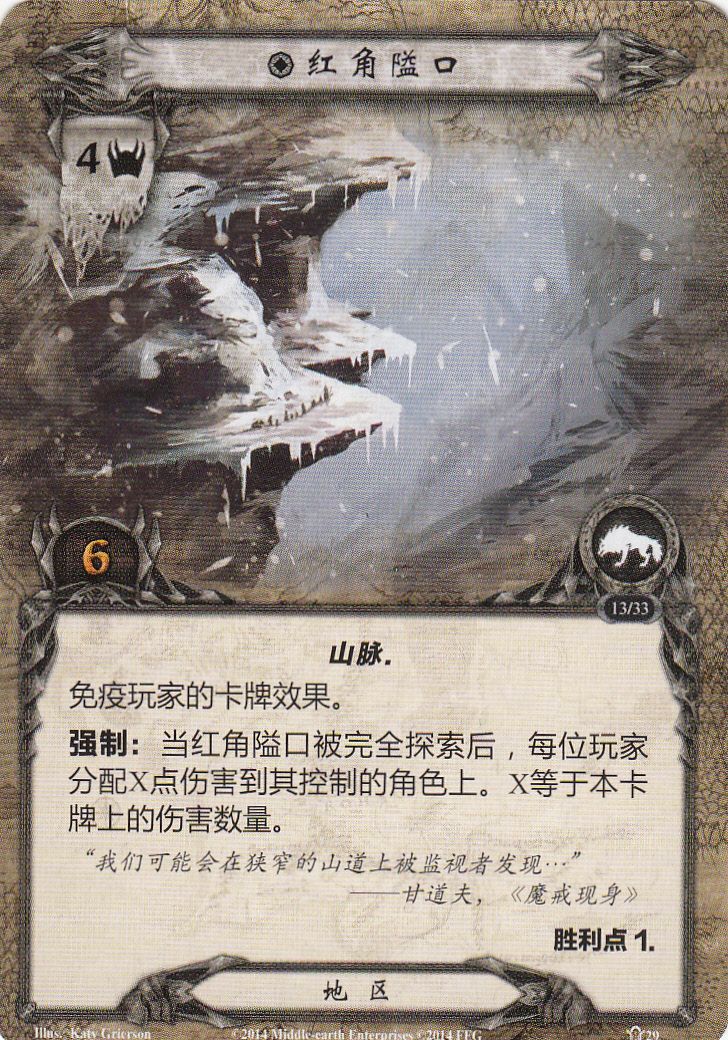 红角隘口
4
6
13/33
山脉.
免疫玩家的卡牌效果。
强制：当红角隘口被完全探索后，每位玩家
分配X点伤害到其控制的角色上。X等于本卡
牌上的伤害数量。
“我们可能会在狭窄的山道上被监视者发现…”
——甘道夫，《魔戒现身》
胜利点 1.
地区
Illus. Katy Grierson
©2014 Middle-earth Enterprises ©2014 FFG
29